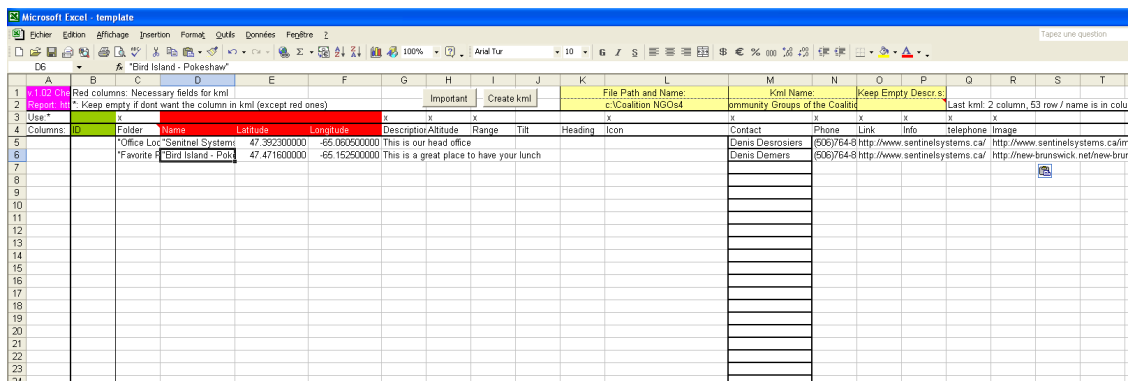 Microsoft Excel - template
Fichier Edition Affichage Insertion Format Outils Données Fenêtre ? Tapez une question
100% Arial Tur 10 G I S
D6 fx "Bird Island - Pokeshaw"
A B C D E F G H I J K L M N O P Q R S T
1 v.1.02 Che Red columns: Necessary fields for kml Important Create kml File Path and Name: Kml Name: Keep Empty Descr.s:
2 Report: htt *: Keep empty if dont want the column in kml (except red ones) c:\Coalition NGOs4 ommunity Groups of the Coalitic Last kml: 2 column, 53 row / name is in colu
3 Use:* x x x x x x x x x x x
4 Columns: ID Folder Name Latitude Longitude Description Altitude Range Tilt Heading Icon Contact Phone Link Info telephone Image
5 "Office Loc "Senitnel Systems 47.392300000 -65.060500000 This is our head office Denis Desrosiers (506)764-8 http://www.sentinelsystems.ca/ http://www.sentinelsystems.ca/im
6 "Favorite F "Bird Island - Poke 47.471600000 -65.152500000 This is a great place to have your lunch Denis Demers (506)764-8 http://www.sentinelsystems.ca/ http://new-brunswick.net/new-brun
7
8
9
10
11
12
13
14
15
16
17
18
19
20
21
22
23
24